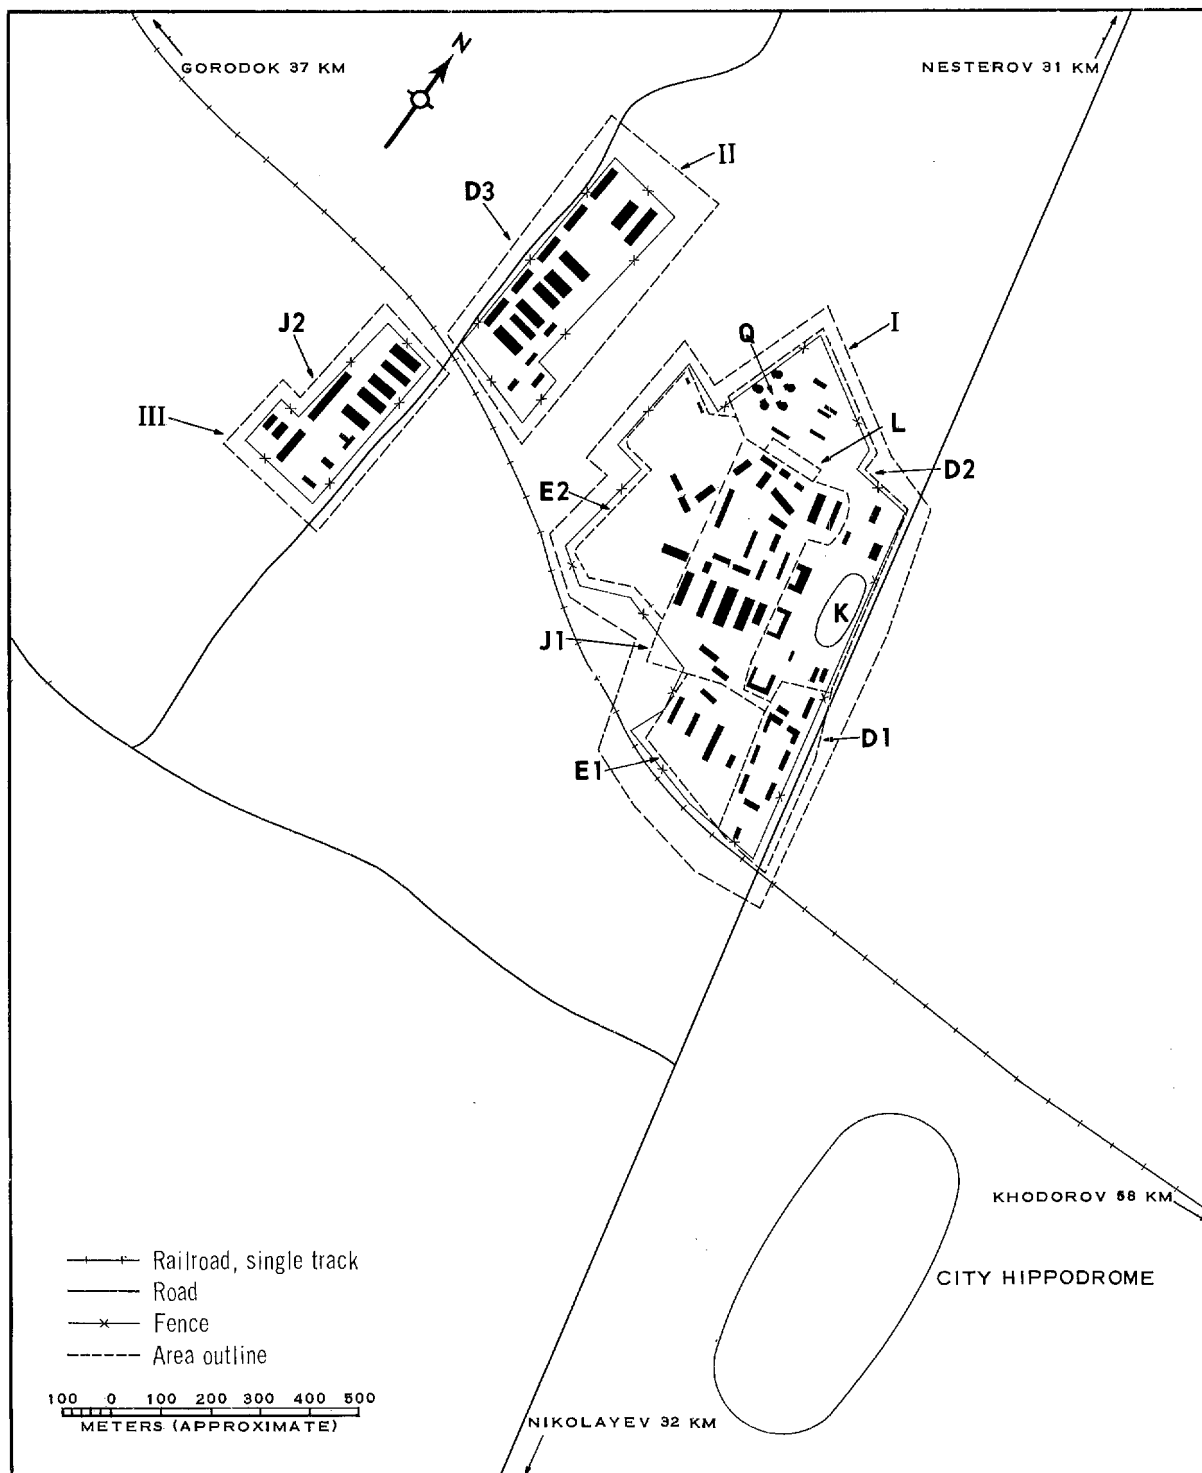 N
GORODOK 37 KM
NESTEROV 31 KM
II
D3
I
Q
J2
III
L
D2
E2
K
J1
D1
E1
KHODOROV 58 KM
CITY HIPPODROME
Railroad, single track
Road
Fence
Area outline
100 0 100 200 300 400 500
METERS (APPROXIMATE)
NIKOLAYEV 32 KM